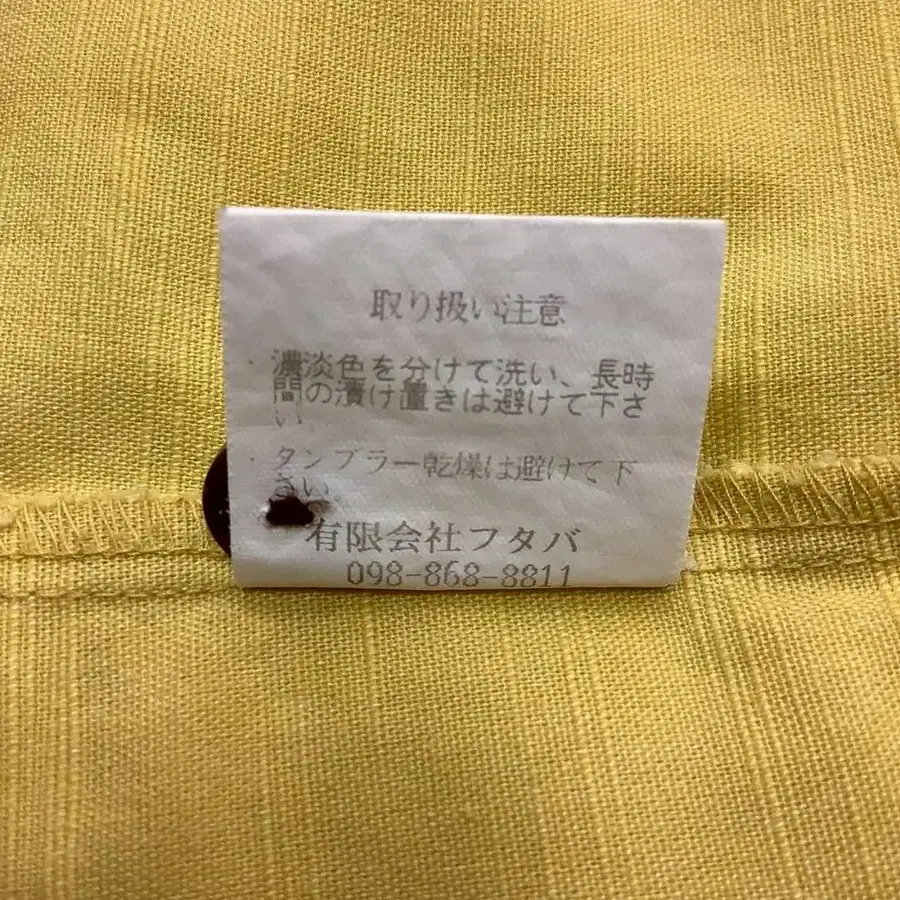 取り扱い注意
・濃淡色を分けて洗い、長時
間の漬け置きは避けて下さ
い
・タンブラー乾燥は避けて下
さい
有限会社フタバ
098-868-8811